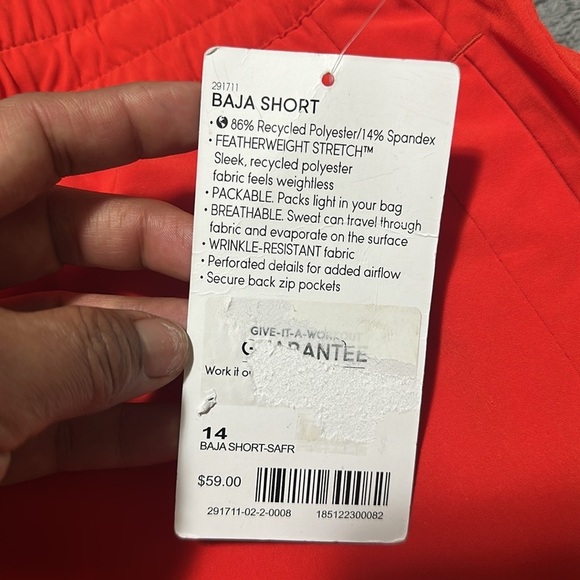 291711
BAJA SHORT
• 86% Recycled Polyester/14% Spandex
• FEATHERWEIGHT STRETCH™
Sleek, recycled polyester
fabric feels weightless
• PACKABLE. Packs light in your bag
• BREATHABLE. Sweat can travel through
fabric and evaporate on the surface
• WRINKLE-RESISTANT fabric
• Perforated details for added airflow
• Secure back zip pockets
GIVE-IT-A-WORKOUT
GUARANTEE
Work it
14
BAJA SHORT-SAFR
$59.00
291711-02-2-0008 185122300082